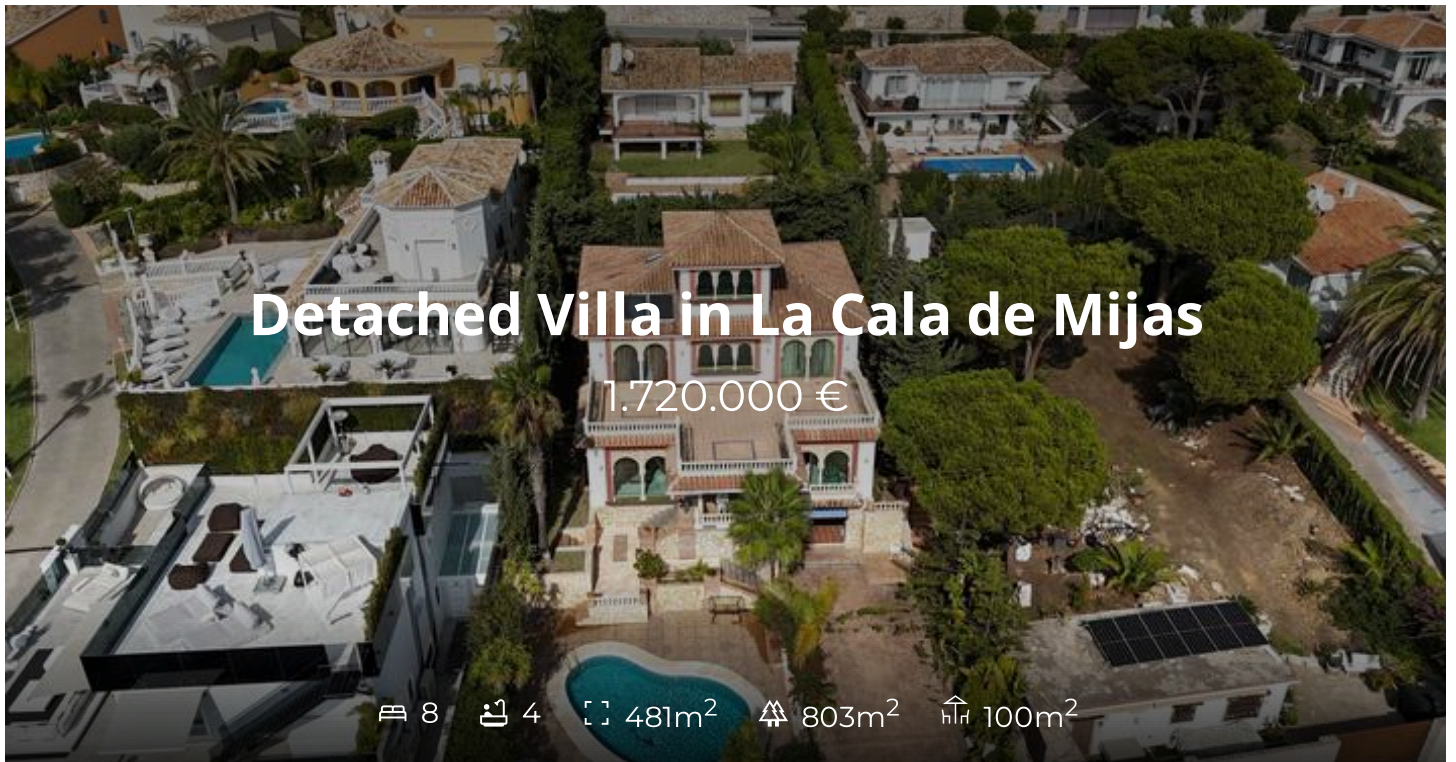 Detached Villa in La Cala de Mijas
1.720.000 €
8 4 481m² 803m² 100m²